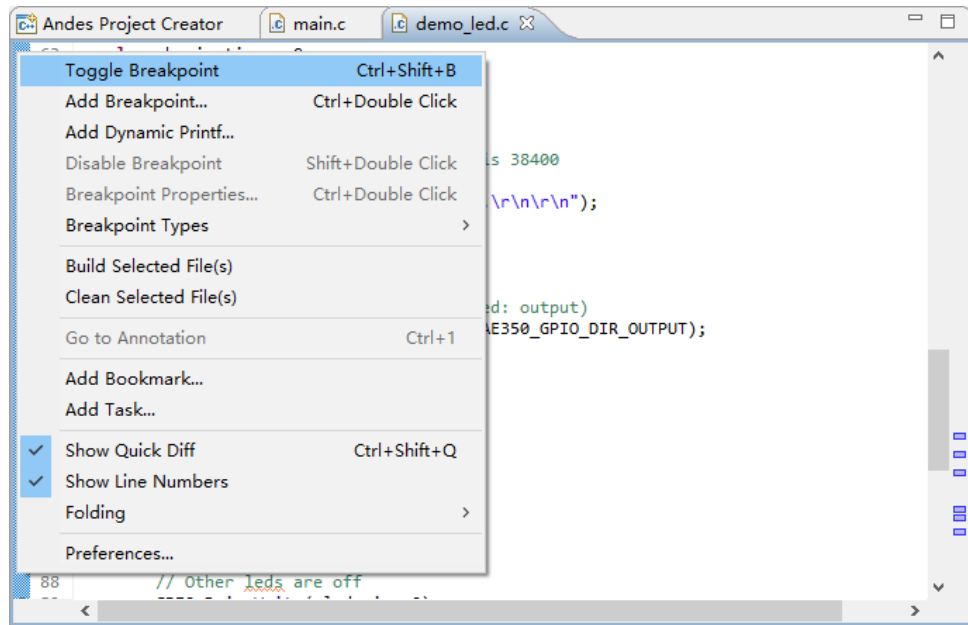 Andes Project Creator main.c demo_led.c
Toggle Breakpoint Ctrl+Shift+B
Add Breakpoint... Ctrl+Double Click
Add Dynamic Printf...
Disable Breakpoint Shift+Double Click
is 38400
Breakpoint Properties... Ctrl+Double Click
\r\n\r\n");
Breakpoint Types
Build Selected File(s)
Clean Selected File(s)
ed: output)
AE350_GPIO_DIR_OUTPUT);
Go to Annotation Ctrl+1
Add Bookmark...
Add Task...
Show Quick Diff Ctrl+Shift+Q
Show Line Numbers
Folding
Preferences...
88 // Other leds are off